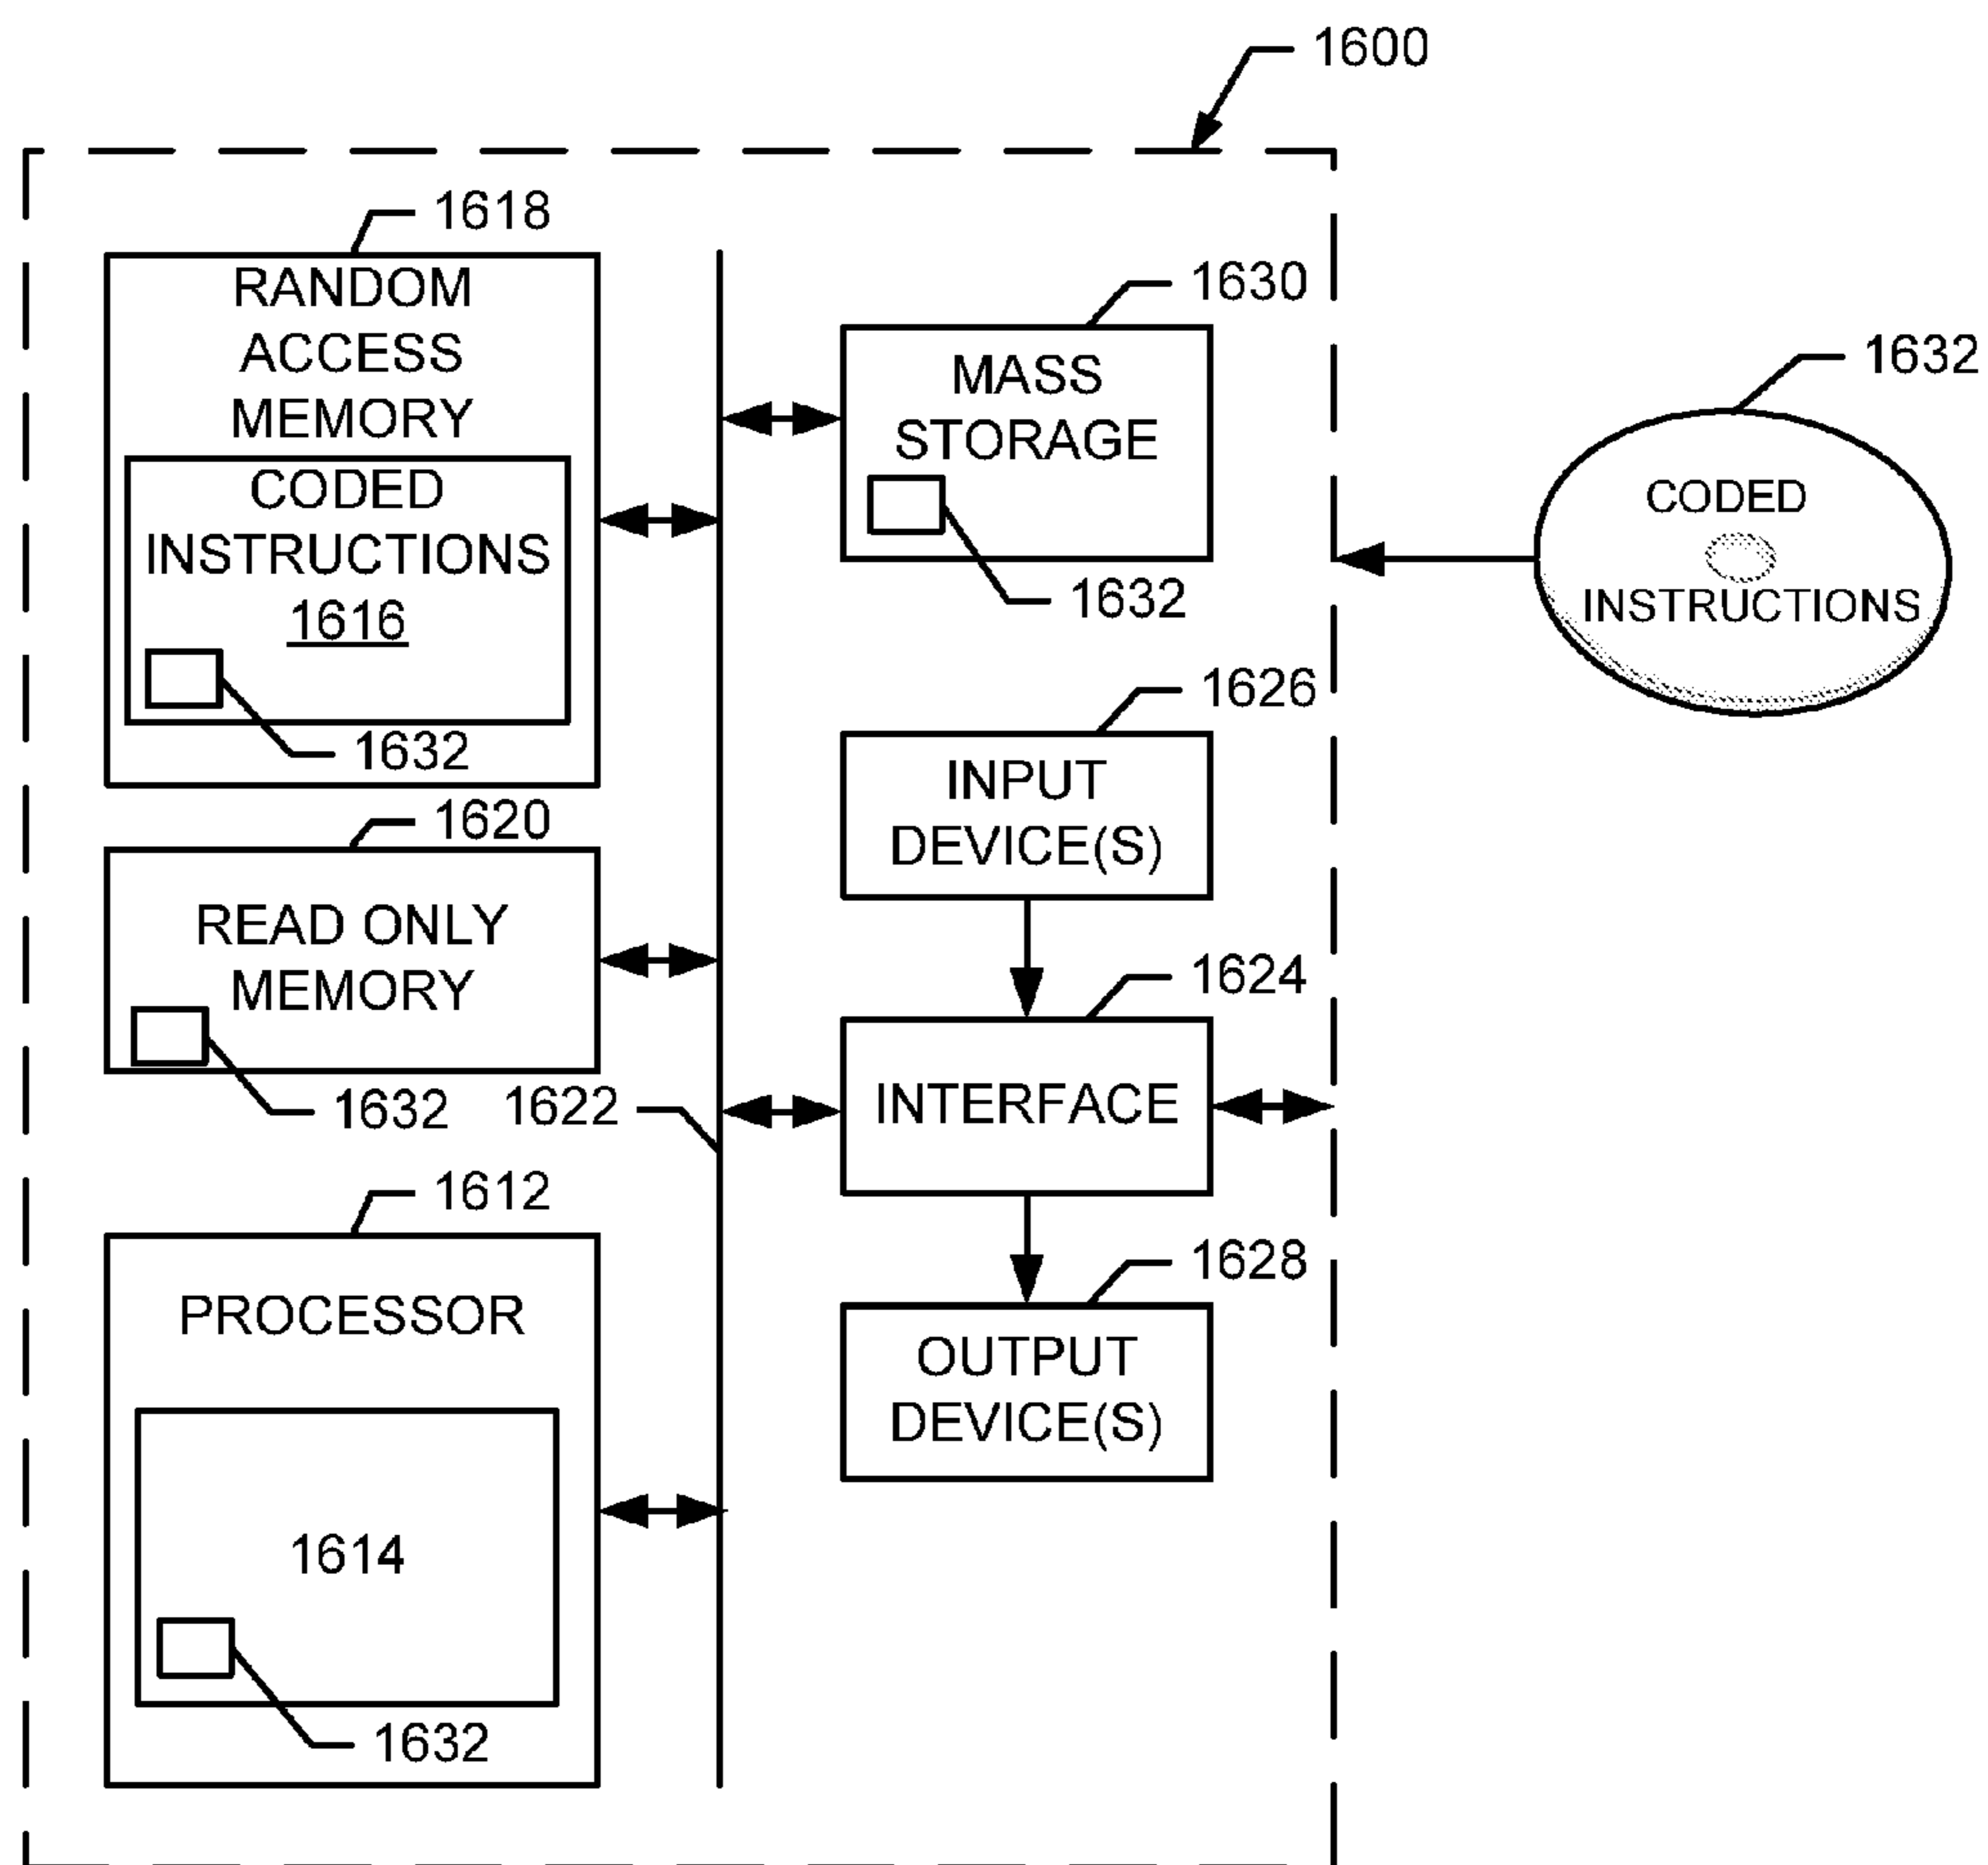 1600
1618
RANDOM
ACCESS
MEMORY
CODED
INSTRUCTIONS
1616
1632
1620
READ ONLY
MEMORY
1632
1622
1612
PROCESSOR
1614
1632
1630
MASS
STORAGE
1632
1626
INPUT
DEVICE(S)
1624
INTERFACE
1628
OUTPUT
DEVICE(S)
1632
CODED
INSTRUCTIONS